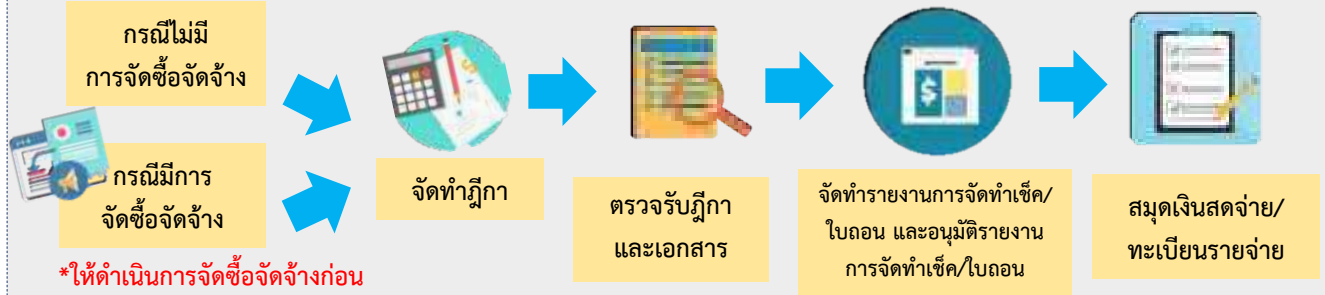 กรณีไม่มี
การจัดซื้อจัดจ้าง
กรณีมีการ
จัดซื้อจัดจ้าง
*ให้ดำเนินการจัดซื้อจัดจ้างก่อน
จัดทำฎีกา
ตรวจรับฎีกา
และเอกสาร
จัดทำรายงานการจัดทำเช็ค/
ใบถอน และอนุมัติรายงาน
การจัดทำเช็ค/ใบถอน
สมุดเงินสดจ่าย/
ทะเบียนรายจ่าย